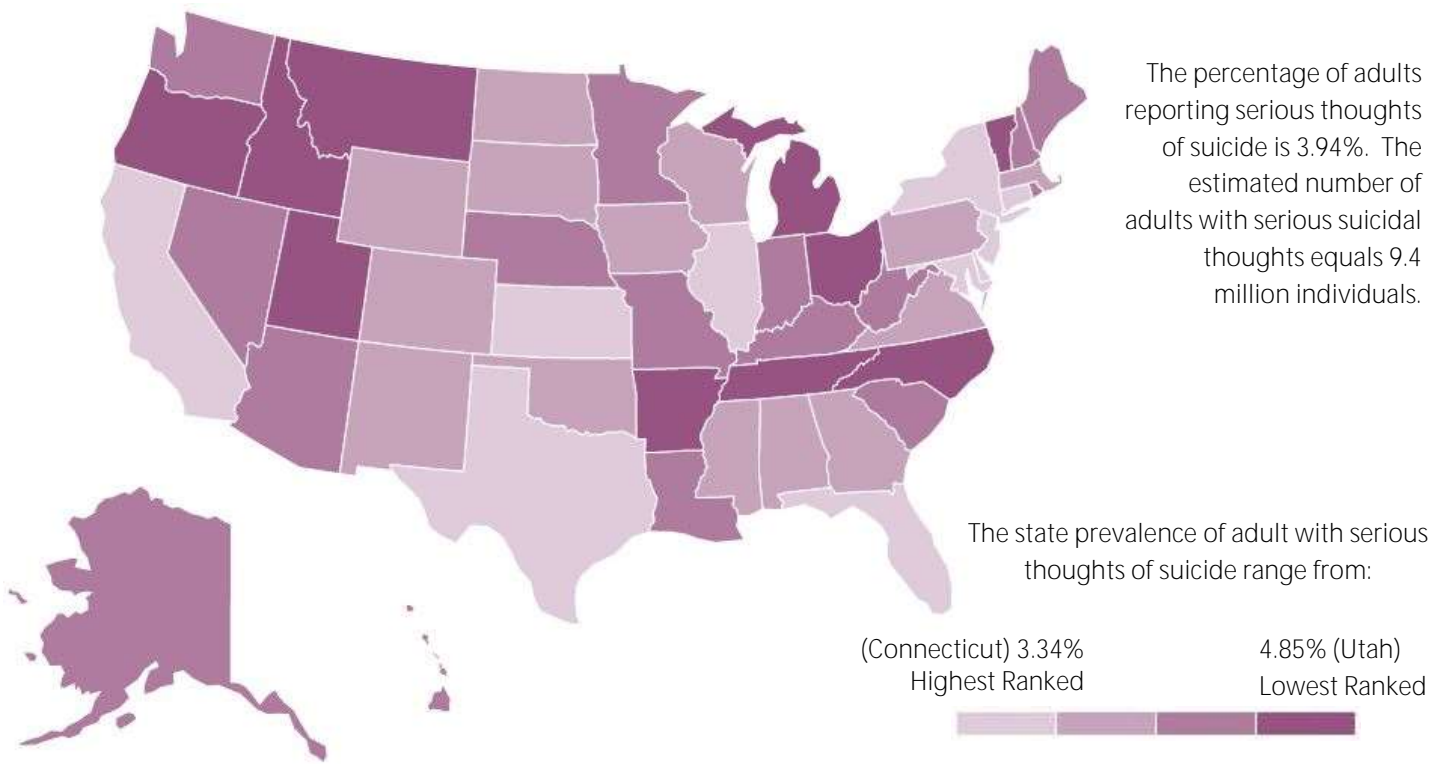 The percentage of adults
reporting serious thoughts
of suicide is 3.94%. The
estimated number of
adults with serious suicidal
thoughts equals 9.4
million individuals.
The state prevalence of adult with serious
thoughts of suicide range from:
(Connecticut) 3.34%
Highest Ranked
4.85% (Utah)
Lowest Ranked